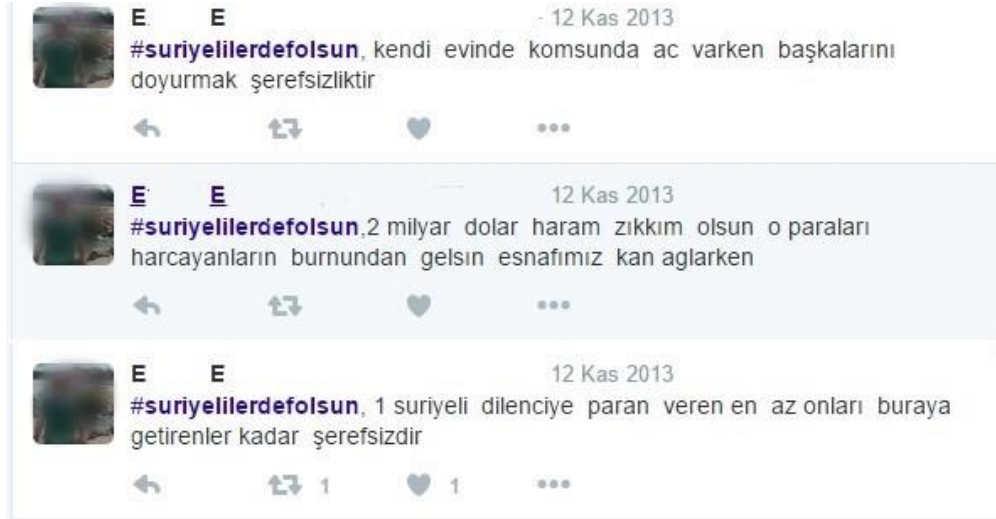 E E 12 Kas 2013
#suriyelilerdefolsun, kendi evinde komsunda ac varken başkalarını
doyurmak şerefsizliktir
E E 12 Kas 2013
#suriyelilerdefolsun,2 milyar dolar haram zıkkım olsun o paraları
harcayanların burnundan gelsın esnafımız kan aglarken
E E 12 Kas 2013
#suriyelilerdefolsun, 1 suriyeli dilenciye paran veren en az onları buraya
getirenler kadar şerefsizdir
1 1